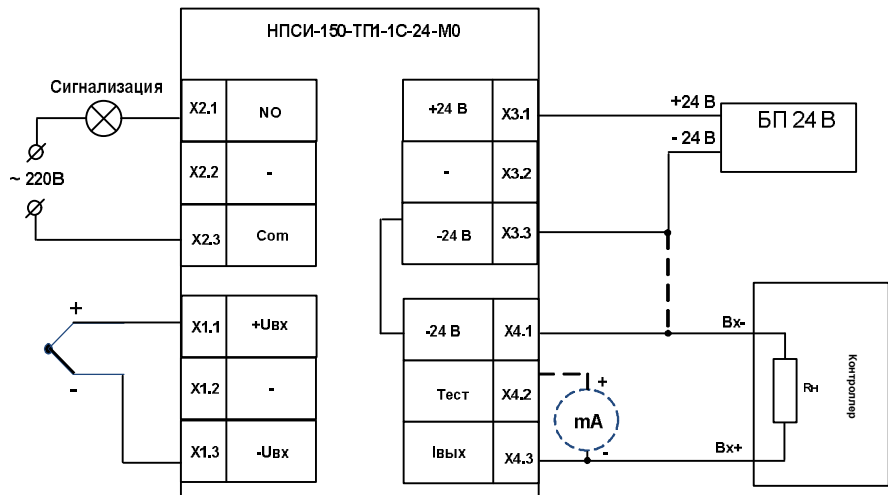 НПСИ-150-ТП1-1С-24-М0
Сигнализация
~ 220В
X2.1 NO
X2.2 -
X2.3 Com
+24 В X3.1
- X3.2
-24 В X3.3
+24 В
- 24 В
БП 24 В
+
-
X1.1 +Uвх
X1.2 -
X1.3 -Uвх
-24 В X4.1
Тест X4.2
Iвых X4.3
+
mA
-
Вх-
Вх+
Rн
Контроллер